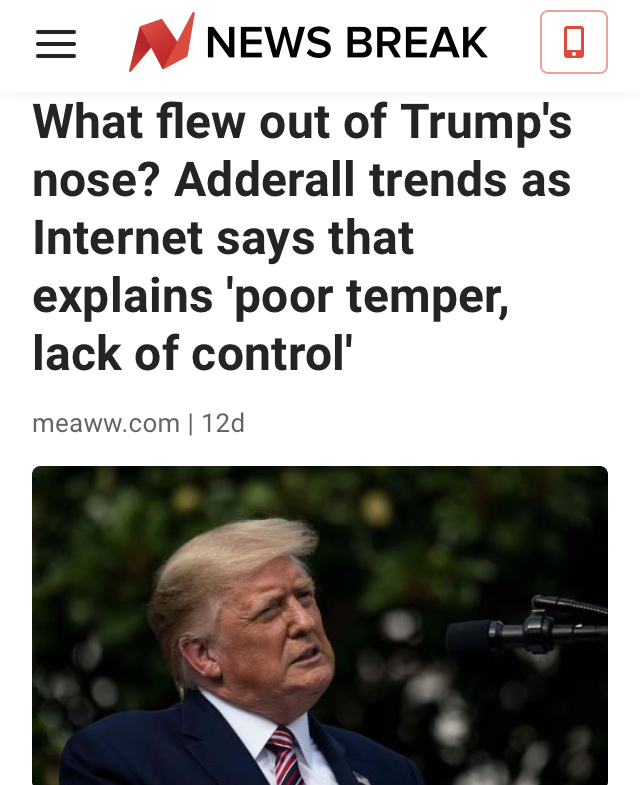 NEWS BREAK
What flew out of Trump's
nose? Adderall trends as
Internet says that
explains 'poor temper,
lack of control'
meaww.com | 12d